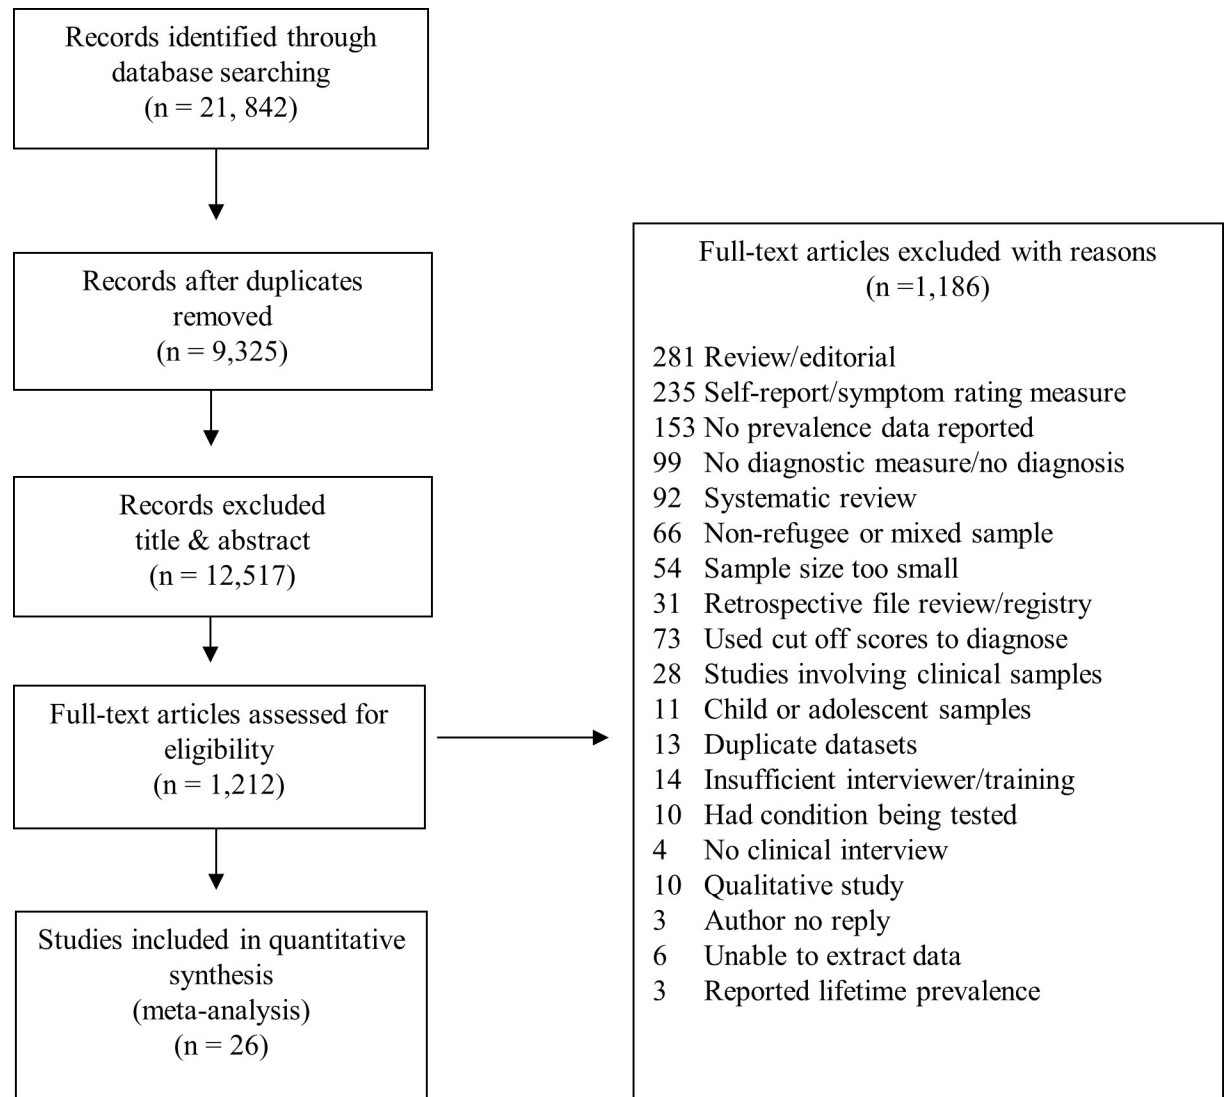 Records identified through
database searching
(n = 21, 842)
Records after duplicates
removed
(n = 9,325)
Records excluded
title & abstract
(n = 12,517)
Full-text articles assessed for
eligibility
(n = 1,212)
Studies included in quantitative
synthesis
(meta-analysis)
(n = 26)
Full-text articles excluded with reasons
(n =1,186)
281 Review/editorial
235 Self-report/symptom rating measure
153 No prevalence data reported
99 No diagnostic measure/no diagnosis
92 Systematic review
66 Non-refugee or mixed sample
54 Sample size too small
31 Retrospective file review/registry
73 Used cut off scores to diagnose
28 Studies involving clinical samples
11 Child or adolescent samples
13 Duplicate datasets
14 Insufficient interviewer/training
10 Had condition being tested
4 No clinical interview
10 Qualitative study
3 Author no reply
6 Unable to extract data
3 Reported lifetime prevalence